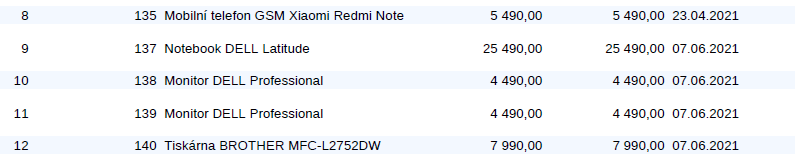 8 135 Mobilní telefon GSM Xiaomi Redmi Note 5 490,00 5 490,00 23.04.2021
9 137 Notebook DELL Latitude 25 490,00 25 490,00 07.06.2021
10 138 Monitor DELL Professional 4 490,00 4 490,00 07.06.2021
11 139 Monitor DELL Professional 4 490,00 4 490,00 07.06.2021
12 140 Tiskárna BROTHER MFC-L2752DW 7 990,00 7 990,00 07.06.2021